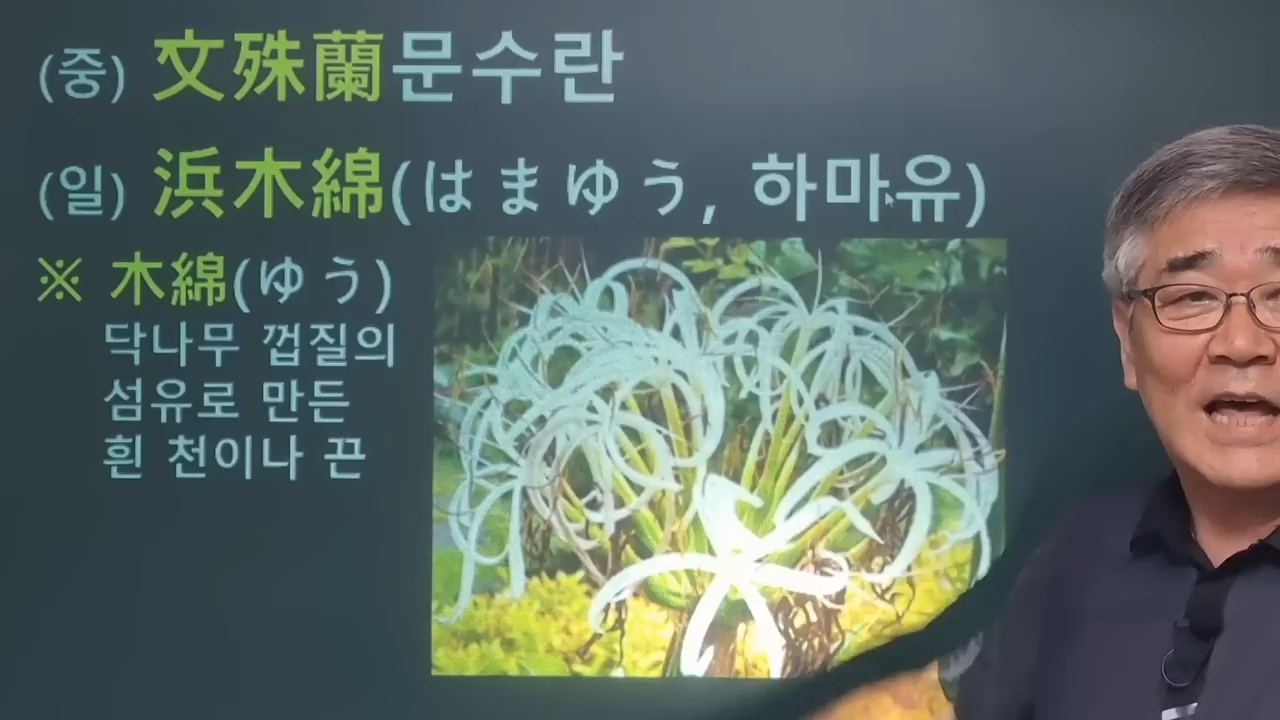 (중) 文殊蘭문수란
(일) 浜木綿(はまゆう, 하마유)
※ 木綿(ゆう)
닥나무 껍질의
섬유로 만든
흰 천이나 끈